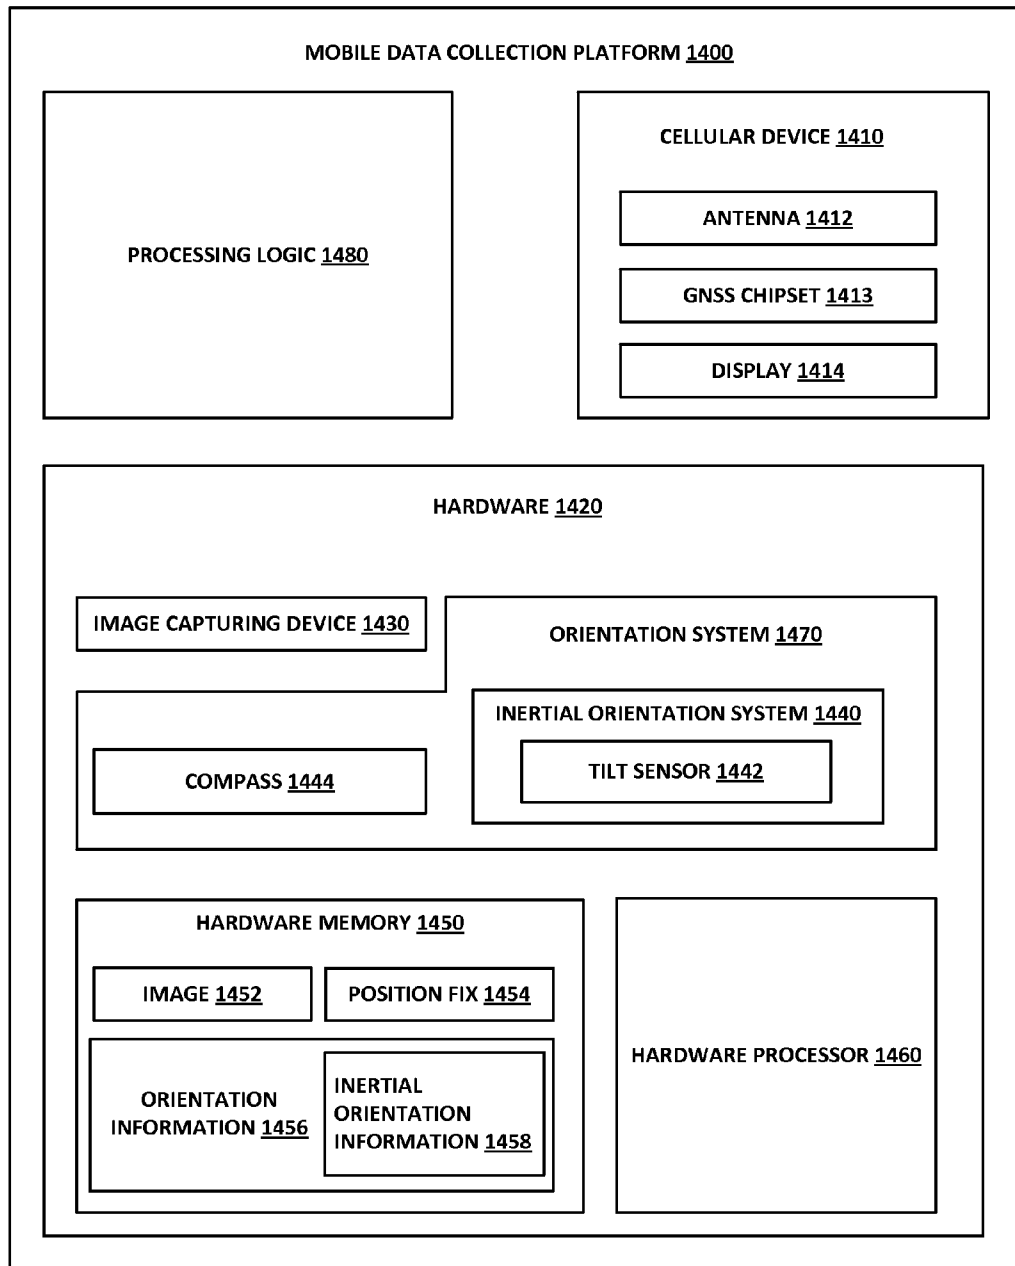 MOBILE DATA COLLECTION PLATFORM 1400
PROCESSING LOGIC 1480
CELLULAR DEVICE 1410
ANTENNA 1412
GNSS CHIPSET 1413
DISPLAY 1414
HARDWARE 1420
IMAGE CAPTURING DEVICE 1430
ORIENTATION SYSTEM 1470
INERTIAL ORIENTATION SYSTEM 1440
TILT SENSOR 1442
COMPASS 1444
HARDWARE MEMORY 1450
IMAGE 1452
POSITION FIX 1454
ORIENTATION
INFORMATION 1456
INERTIAL
ORIENTATION
INFORMATION 1458
HARDWARE PROCESSOR 1460